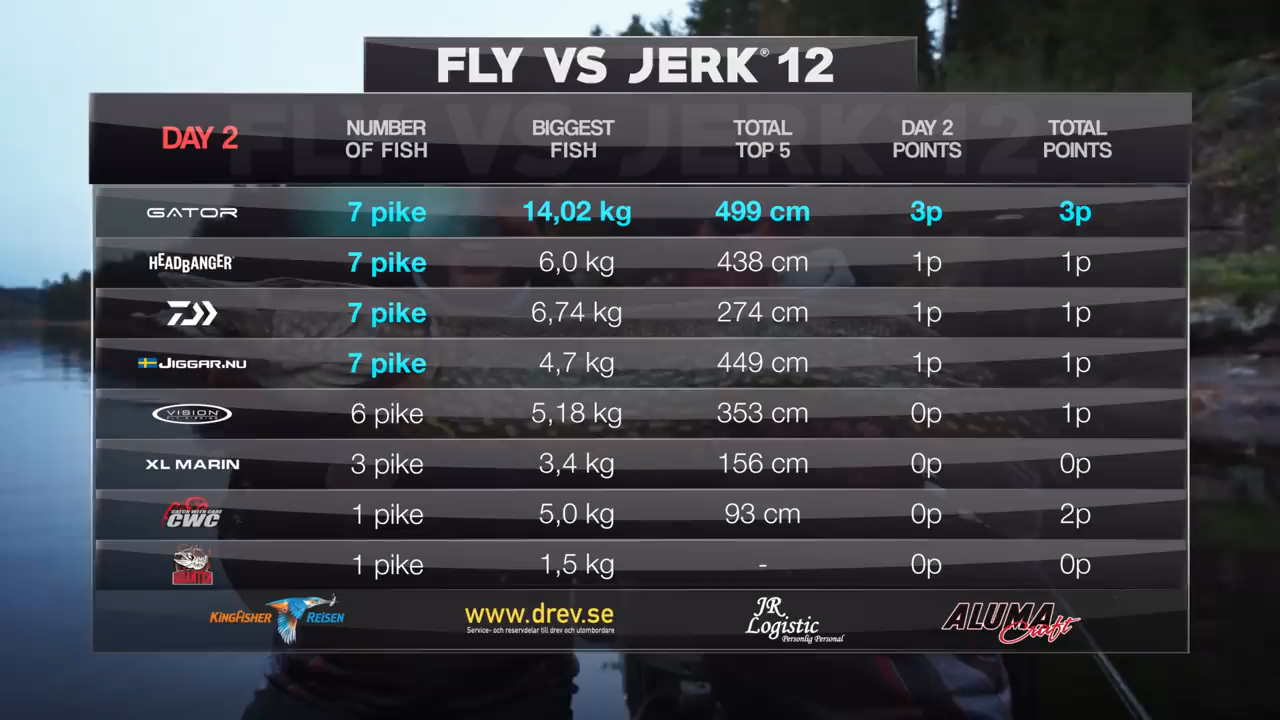 FLY VS JERK® 12
DAY 2
NUMBER OF FISH
BIGGEST FISH
TOTAL TOP 5
DAY 2 POINTS
TOTAL POINTS
GATOR 7 pike 14,02 kg 499 cm 3p 3p
HEADBANGER 7 pike 6,0 kg 438 cm 1p 1p
7 pike 6,74 kg 274 cm 1p 1p
JIGGAR.NU 7 pike 4,7 kg 449 cm 1p 1p
VISION 6 pike 5,18 kg 353 cm 0p 1p
XL MARIN 3 pike 3,4 kg 156 cm 0p 0p
CATCH WITH CARE
CWC 1 pike 5,0 kg 93 cm 0p 2p
1 pike 1,5 kg - 0p 0p
KINGFISHER REISEN
www.drev.se
Service- och reservdelar till drev och utombordare
JR Logistic
Personlig Personal
ALUMA Craft